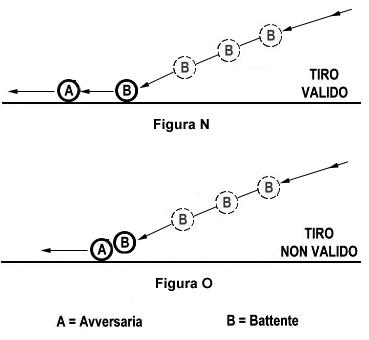 B
B
B
A
B
TIRO
VALIDO
Figura N
B
B
B
A
B
TIRO
NON VALIDO
Figura O
A = Avversaria
B = Battente